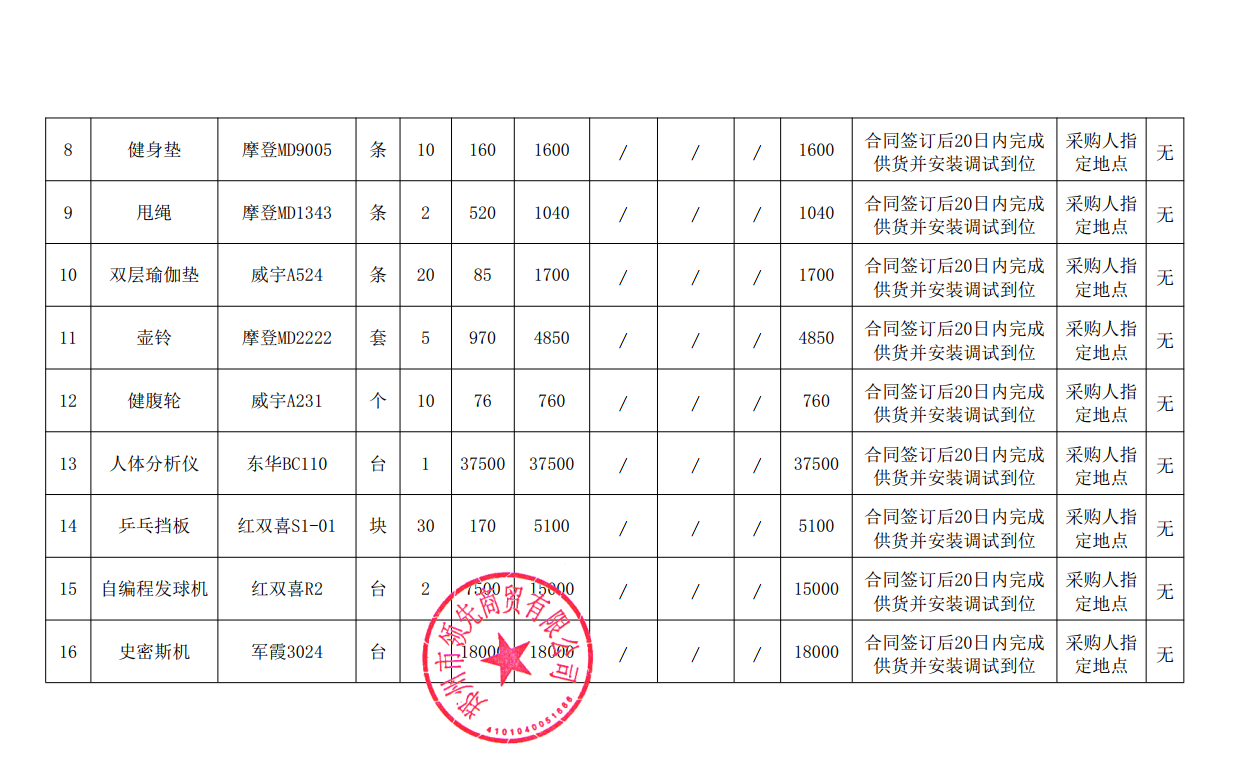 8 健身垫 摩登MD9005 条 10 160 1600 / / / 1600 合同签订后20日内完成供货并安装调试到位 采购人指定地点 无
9 甩绳 摩登MD1343 条 2 520 1040 / / / 1040 合同签订后20日内完成供货并安装调试到位 采购人指定地点 无
10 双层瑜伽垫 威宇A524 条 20 85 1700 / / / 1700 合同签订后20日内完成供货并安装调试到位 采购人指定地点 无
11 壶铃 摩登MD2222 套 5 970 4850 / / / 4850 合同签订后20日内完成供货并安装调试到位 采购人指定地点 无
12 健腹轮 威宇A231 个 10 76 760 / / / 760 合同签订后20日内完成供货并安装调试到位 采购人指定地点 无
13 人体分析仪 东华BC110 台 1 37500 37500 / / / 37500 合同签订后20日内完成供货并安装调试到位 采购人指定地点 无
14 乒乓挡板 红双喜S1-01 块 30 170 5100 / / / 5100 合同签订后20日内完成供货并安装调试到位 采购人指定地点 无
15 自编程发球机 红双喜R2 台 2 7500 15000 / / / 15000 合同签订后20日内完成供货并安装调试到位 采购人指定地点 无
16 史密斯机 军霞3024 台 18000 18000 / / / 18000 合同签订后20日内完成供货并安装调试到位 采购人指定地点 无
郑州市领先商贸有限公司